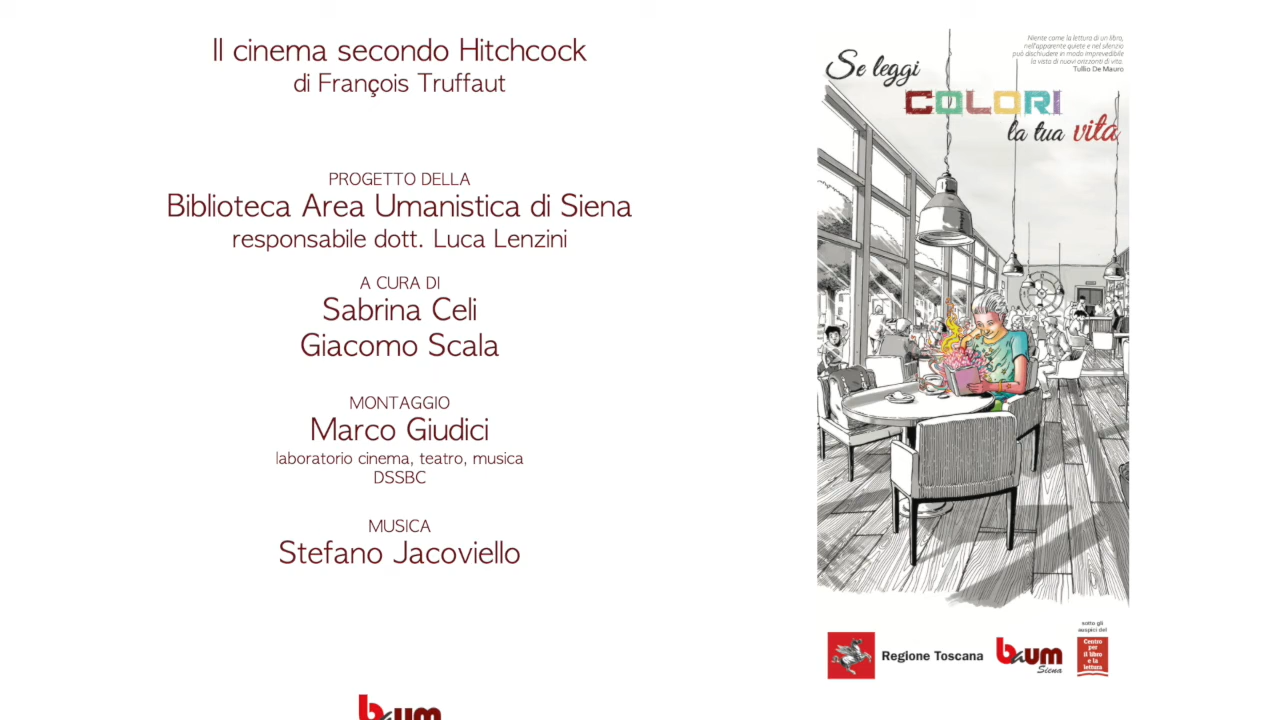 Il cinema secondo Hitchcock
di François Truffaut
PROGETTO DELLA
Biblioteca Area Umanistica di Siena
responsabile dott. Luca Lenzini
A CURA DI
Sabrina Celi
Giacomo Scala
MONTAGGIO
Marco Giudici
laboratorio cinema, teatro, musica
DSSBC
MUSICA
Stefano Jacoviello
baum
Niente come la lettura di un libro,
nell'apparente quiete e nel silenzio
può dischiudere in modo imprevedibile
la vista di nuovi orizzonti di vita.
Tullio De Mauro
Se leggi
COLORI
la tua vita
Regione Toscana
baum
Siena
sotto gli
auspici del
Centro
per
il libro
e la
lettura